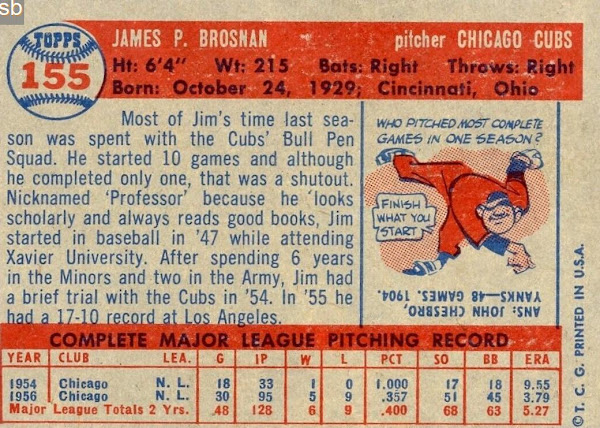 sb
TOPPS
155
JAMES P. BROSNAN pitcher CHICAGO CUBS
Ht: 6'4" Wt: 215 Bats: Right Throws: Right
Born: October 24, 1929; Cincinnati, Ohio
Most of Jim's time last sea-
son was spent with the Cubs' Bull Pen
Squad. He started 10 games and although
he completed only one, that was a shutout.
Nicknamed 'Professor' because he 'looks
scholarly and always reads good books, Jim
started in baseball in '47 while attending
Xavier University. After spending 6 years
in the Minors and two in the Army, Jim had
a brief trial with the Cubs in '54. In '55 he
had a 17-10 record at Los Angeles.
WHO PITCHED MOST COMPLETE
GAMES IN ONE SEASON?
FINISH
WHAT YOU
START
ANS: JOHN CHESBRO,
YANKS—48 GAMES. 1904.
© T. C. G. PRINTED IN U.S.A.
COMPLETE MAJOR LEAGUE PITCHING RECORD
YEAR CLUB LEA. G IP W L PCT SO BB ERA
1954 Chicago N. L. 18 33 1 0 1.000 17 18 9.55
1956 Chicago N. L. 30 95 5 9 .357 51 45 3.79
Major League Totals 2 Yrs. 48 128 6 9 .400 68 63 5.27